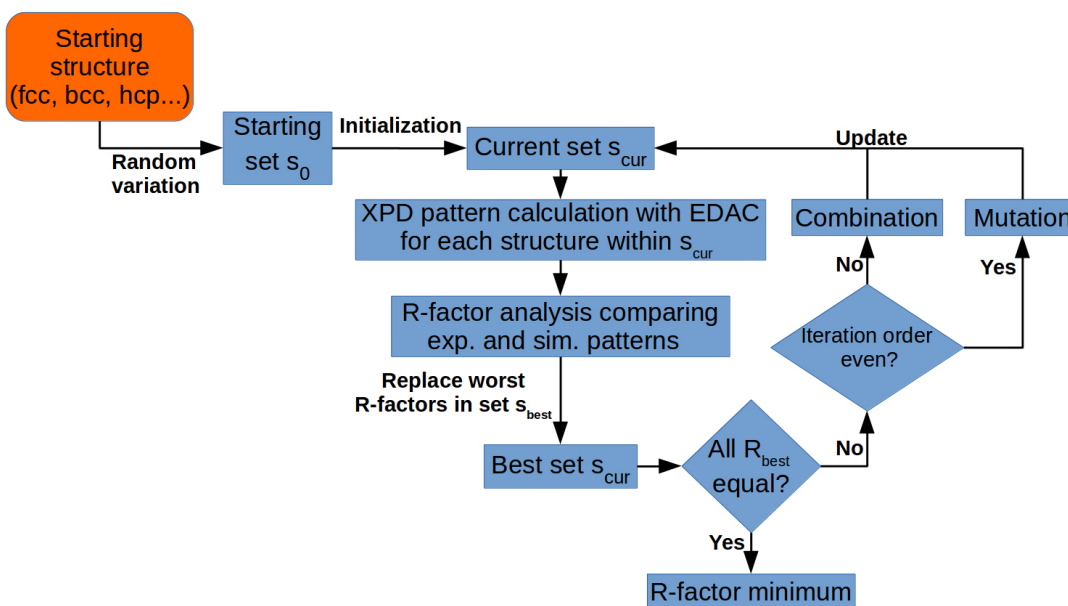 Starting
structure
(fcc, bcc, hcp...)
Random
variation
Starting
set s0
Initialization
Current set scur
XPD pattern calculation with EDAC
for each structure within scur
R-factor analysis comparing
exp. and sim. patterns
Replace worst
R-factors in set sbest
Best set scur
All Rbest
equal?
Yes
R-factor minimum
No
Iteration order
even?
No
Yes
Combination
Mutation
Update